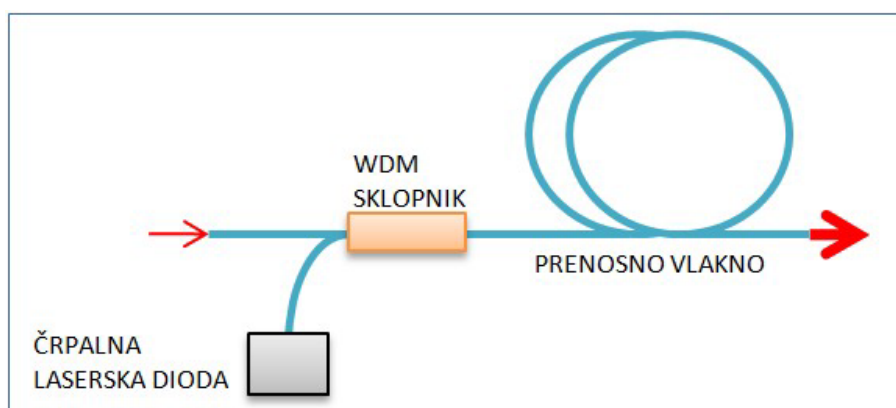 WDM
SKLOPNIK
PRENOSNO VLAKNO
ČRPALNA
LASERSKA DIODA